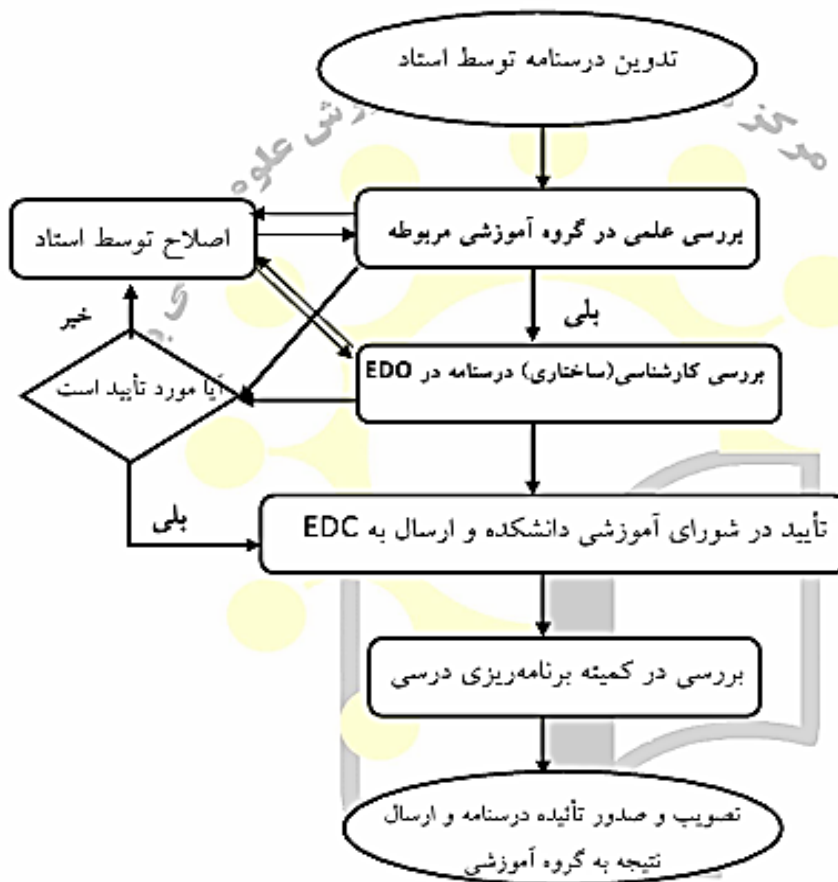 تدوین درسنامه توسط استاد
بررسی علمی در گروه آموزشی مربوطه
اصلاح توسط استاد
خیر
بلی
بررسی کارشناسی(ساختاری) درسنامه در EDO
آیا مورد تأیید است
بلی
تأیید در شورای آموزشی دانشکده و ارسال به EDC
بررسی در کمیته برنامه‌ریزی درسی
تصویب و صدور تائیده درسنامه و ارسال
نتیجه به گروه آموزشی
مرکز